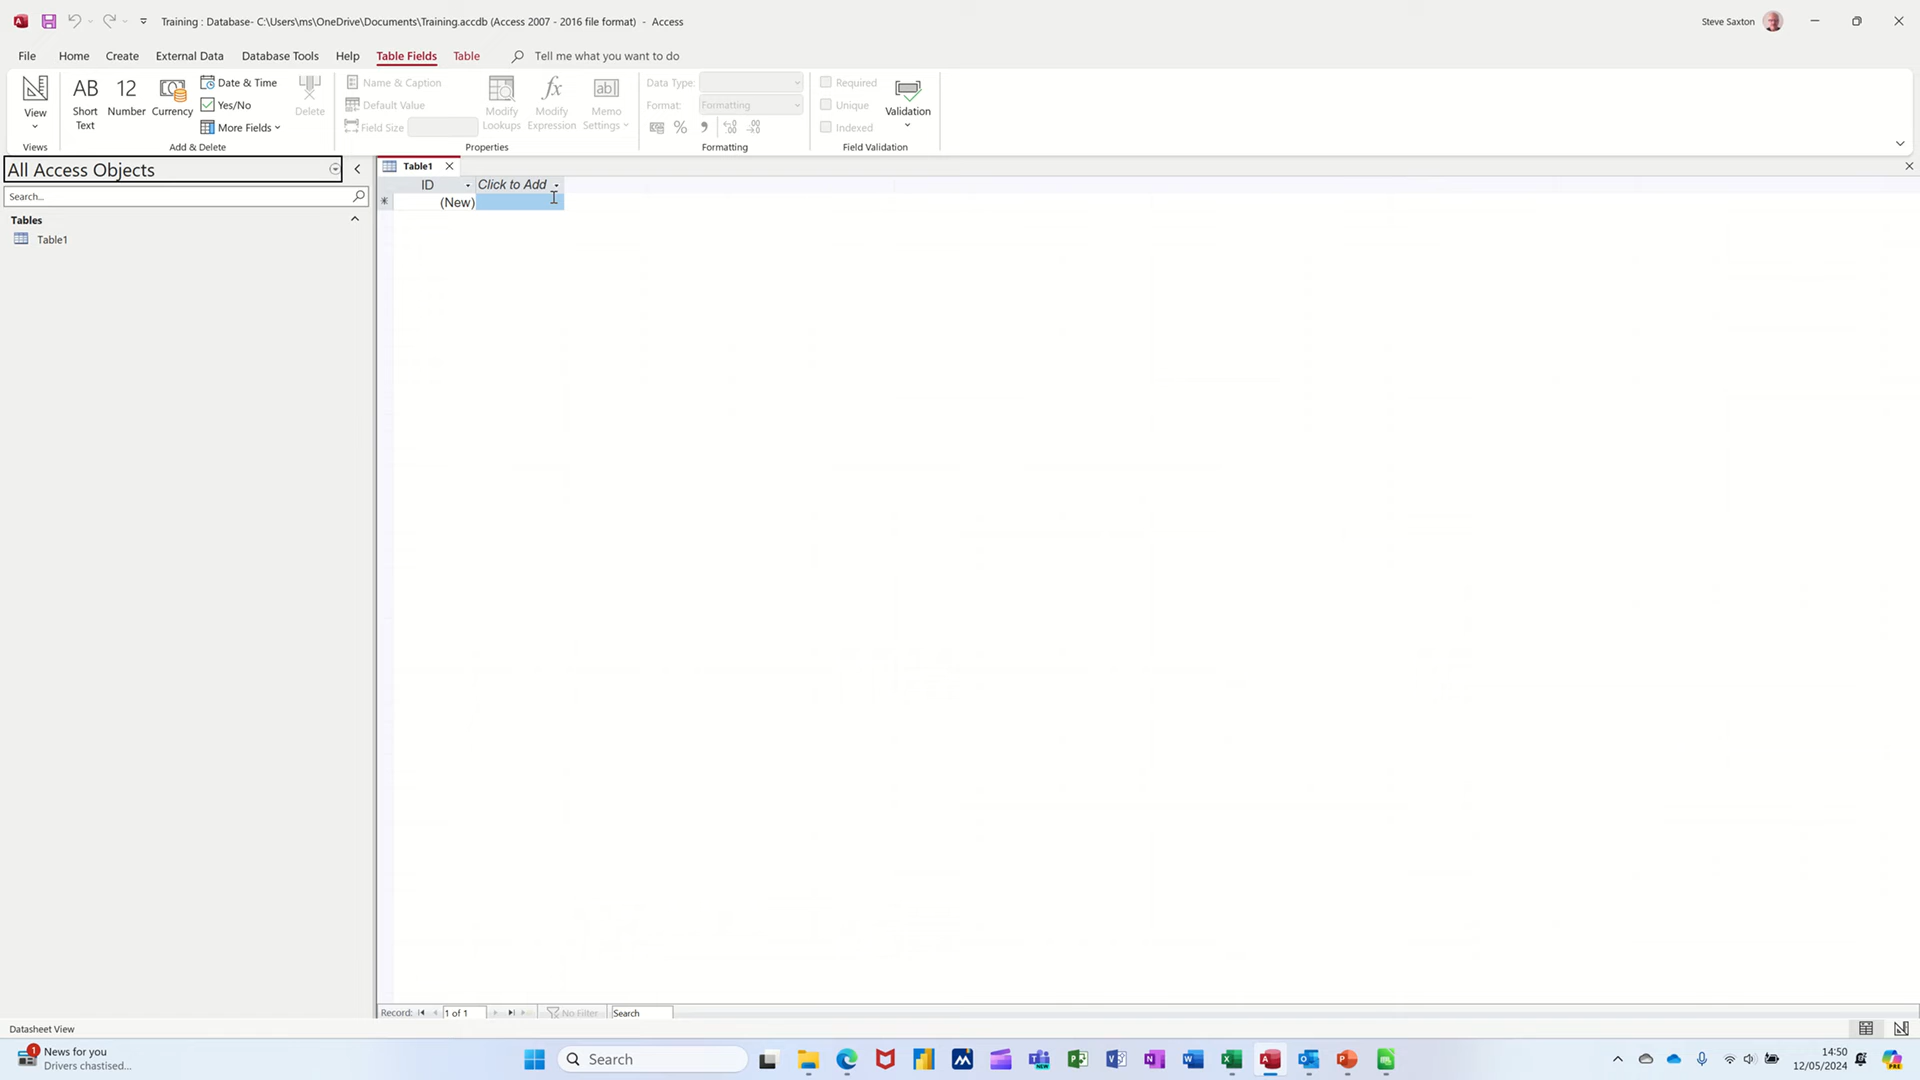 Training : Database- C:\Users\ms\OneDrive\Documents\Training.accdb (Access 2007 - 2016 file format) - Access
Steve Saxton
File Home Create External Data Database Tools Help Table Fields Table Tell me what you want to do
View
Views
AB
Short
Text
12
Number
Currency
Date & Time
Yes/No
More Fields
Delete
Add & Delete
Name & Caption
Default Value
Field Size
Modify
Lookups
fx
Modify
Expression
ab
Memo
Settings
Properties
Data Type:
Format: Formatting
%
Formatting
Required
Unique
Indexed
Validation
Field Validation
All Access Objects
Search...
Tables
Table1
Table1
ID Click to Add
(New)
Record: 1 of 1 No Filter Search
Datasheet View
1
News for you
Drivers chastised...
Search
NEW
14:50
12/05/2024
PRE